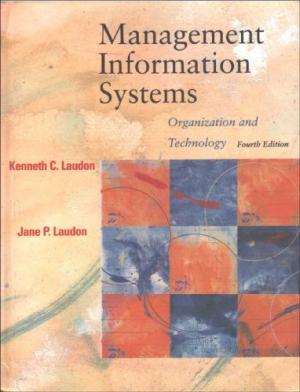 Management
Information
Systems
Organization and
Technology Fourth Edition
Kenneth C. Laudon
Jane P. Laudon